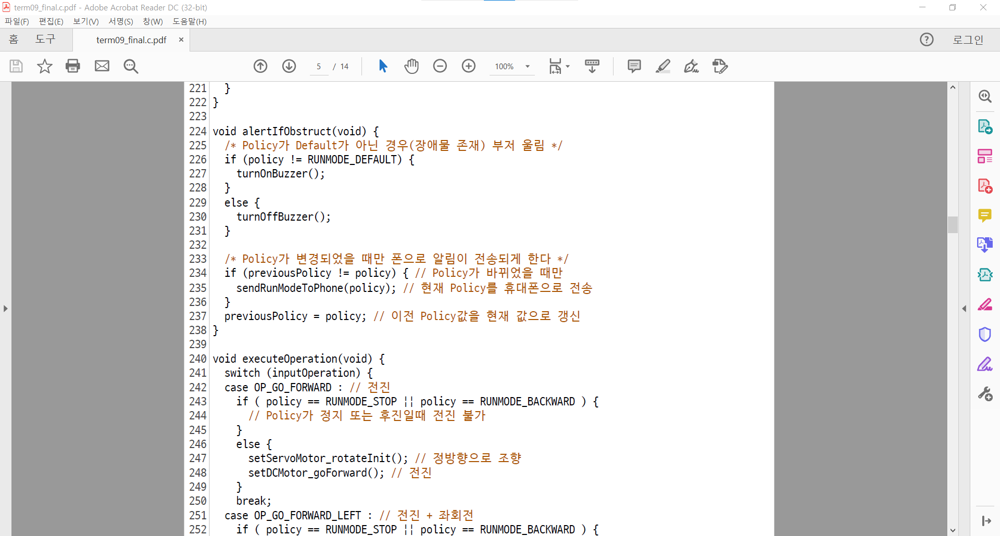 term09_final.c.pdf - Adobe Acrobat Reader DC (32-bit)
파일(F) 편집(E) 보기(V) 서명(S) 창(W) 도움말(H)
홈 도구 term09_final.c.pdf × ? 로그인
5 / 14 100%
221 }
222 }
223
224 void alertIfObstruct(void) {
225 /* Policy가 Default가 아닌 경우(장애물 존재) 부저 울림 */
226 if (policy != RUNMODE_DEFAULT) {
227 turnOnBuzzer();
228 }
229 else {
230 turnOffBuzzer();
231 }
232
233 /* Policy가 변경되었을 때만 폰으로 알림이 전송되게 한다 */
234 if (previousPolicy != policy) { // Policy가 바뀌었을 때만
235 sendRunModeToPhone(policy); // 현재 Policy를 휴대폰으로 전송
236 }
237 previousPolicy = policy; // 이전 Policy값을 현재 값으로 갱신
238 }
239
240 void executeOperation(void) {
241 switch (inputOperation) {
242 case OP_GO_FORWARD : // 전진
243 if ( policy == RUNMODE_STOP || policy == RUNMODE_BACKWARD ) {
244 // Policy가 정지 또는 후진일때 전진 불가
245 }
246 else {
247 setServoMotor_rotateInit(); // 정방향으로 조향
248 setDCMotor_goForward(); // 전진
249 }
250 break;
251 case OP_GO_FORWARD_LEFT : // 전진 + 좌회전
252 if ( policy == RUNMODE_STOP || policy == RUNMODE_BACKWARD ) {